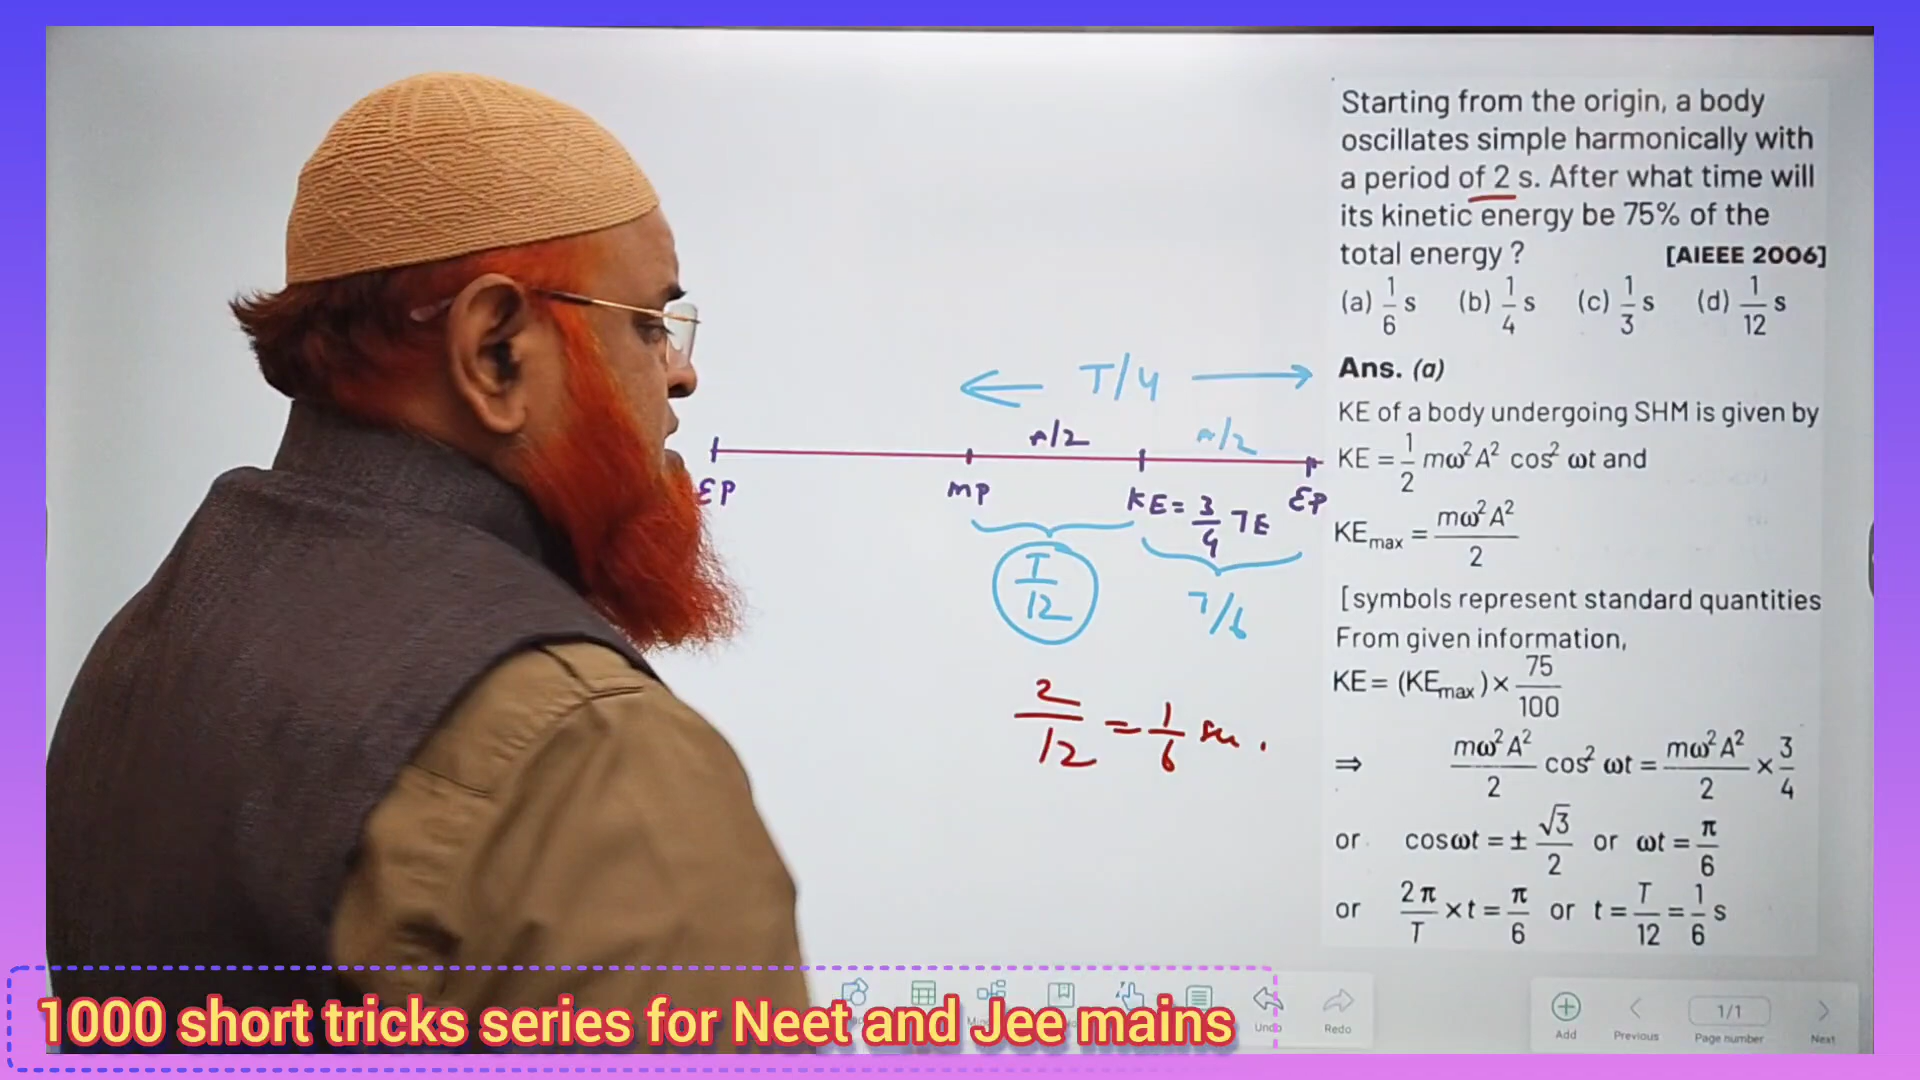 Starting from the origin, a body
oscillates simple harmonically with
a period of 2 s. After what time will
its kinetic energy be 75% of the
total energy ? [AIEEE 2006]
(a) 1/6 s (b) 1/4 s (c) 1/3 s (d) 1/12 s
Ans. (a)
KE of a body undergoing SHM is given by
KE = 1/2 mω²A² cos² ωt and
KEmax = mω²A²/2
[symbols represent standard quantities
From given information,
KE = (KEmax) × 75/100
⇒ mω²A²/2 cos² ωt = mω²A²/2 × 3/4
or cosωt = ± √3/2 or ωt = π/6
or 2π/T × t = π/6 or t = T/12 = 1/6 s
T/4
A/2 A/2
EP MP KE = 3/4 TE EP
T/12 T/6
2/12 = 1/6
1000 short tricks series for Neet and Jee mains
Undo Redo
Add Previous 1/1 Page number Next